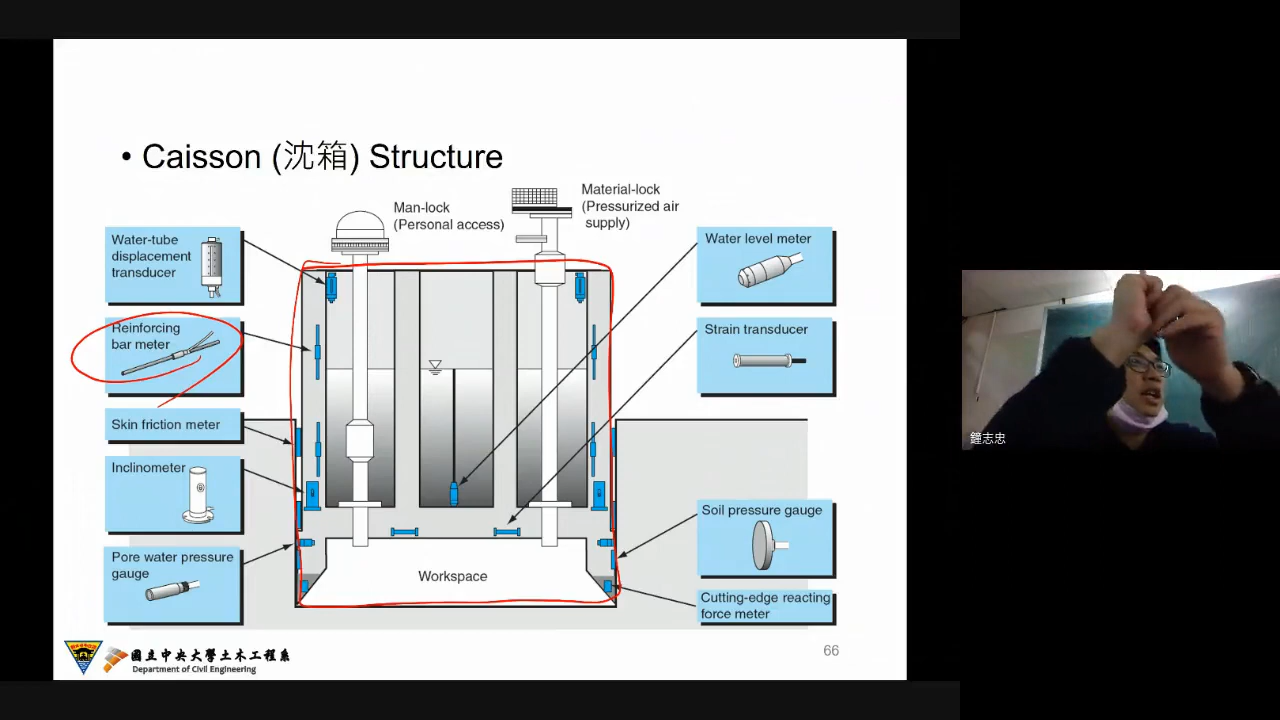 • Caisson (沈箱) Structure
Man-lock
(Personal access)
Material-lock
(Pressurized air
supply)
Water-tube
displacement
transducer
Reinforcing
bar meter
Skin friction meter
Inclinometer
Pore water pressure
gauge
Water level meter
Strain transducer
Soil pressure gauge
Cutting-edge reacting
force meter
Workspace
國立中央大學土木工程系
Department of Civil Engineering
66
鐘志忠